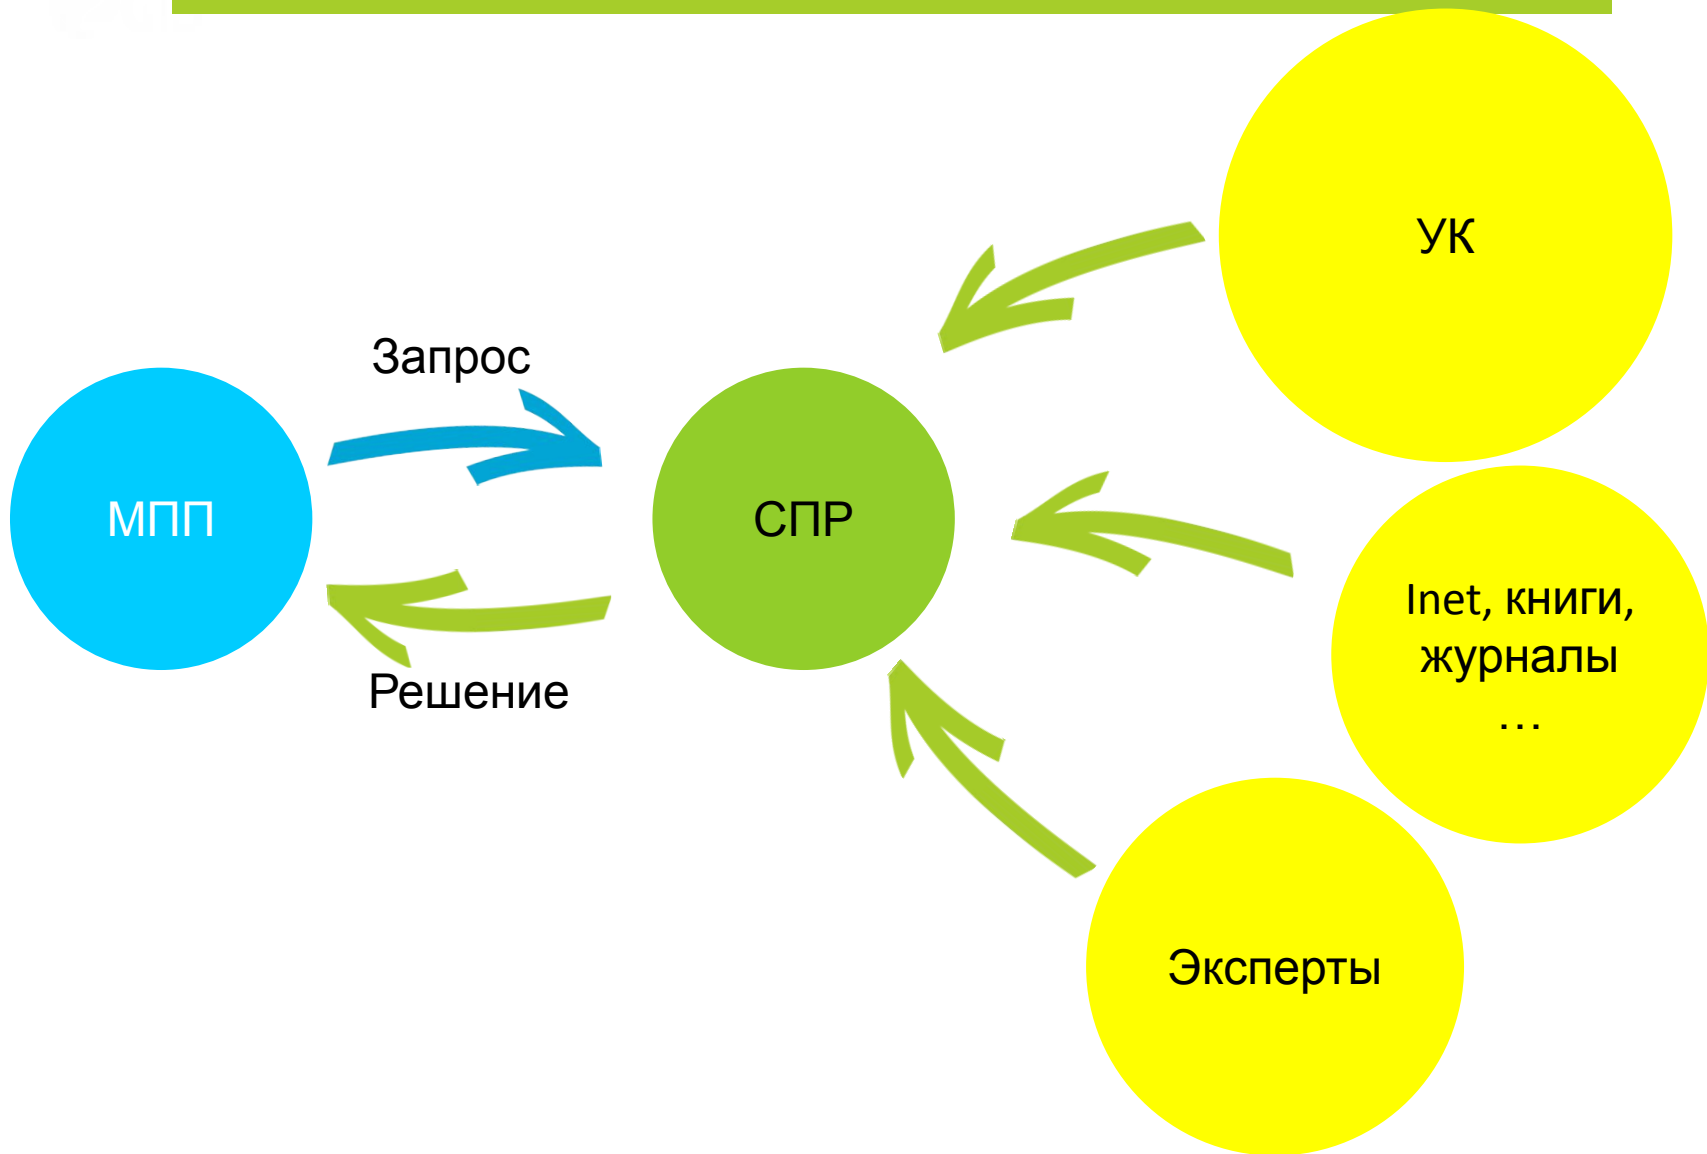 УК
Запрос
МПП
СПР
Inet, книги,
журналы
…
Решение
Эксперты